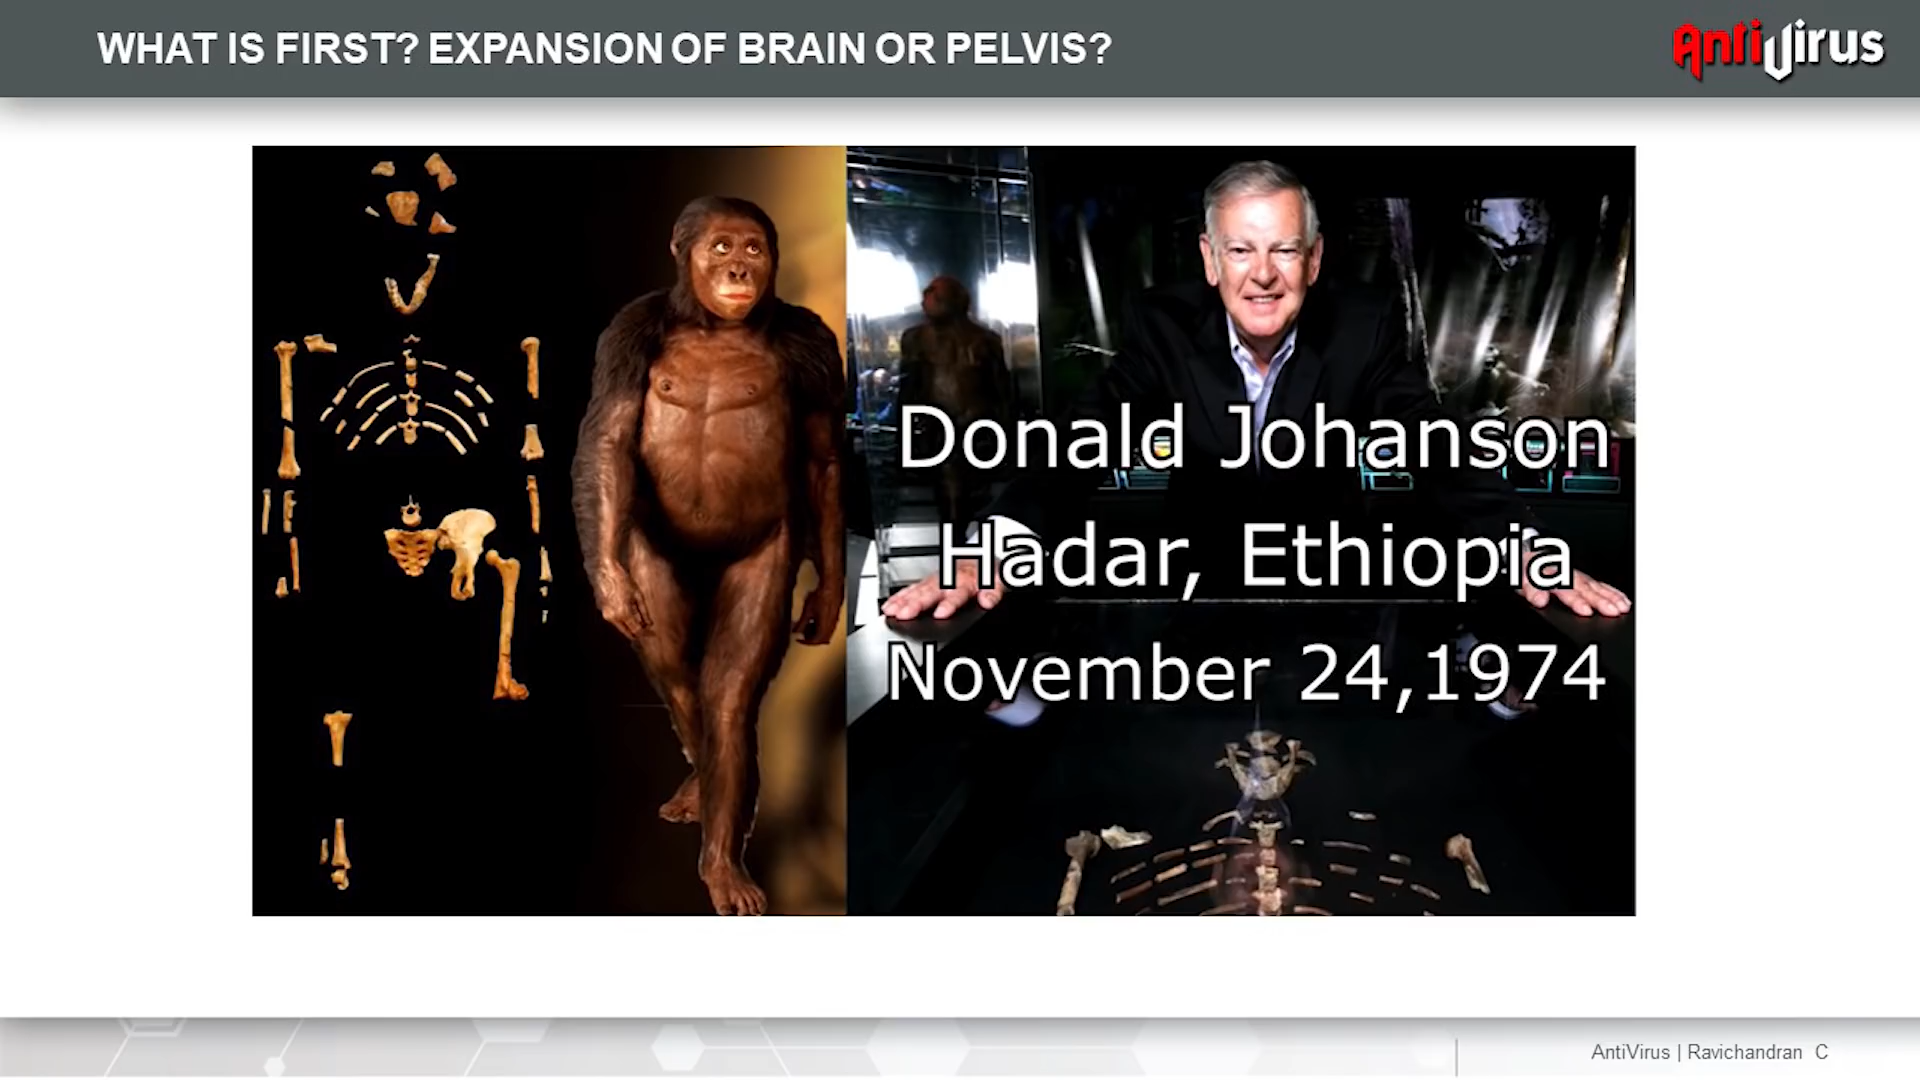 WHAT IS FIRST? EXPANSION OF BRAIN OR PELVIS?
AntiVirus
Donald Johanson
Hadar, Ethiopia
November 24,1974
AntiVirus | Ravichandran C